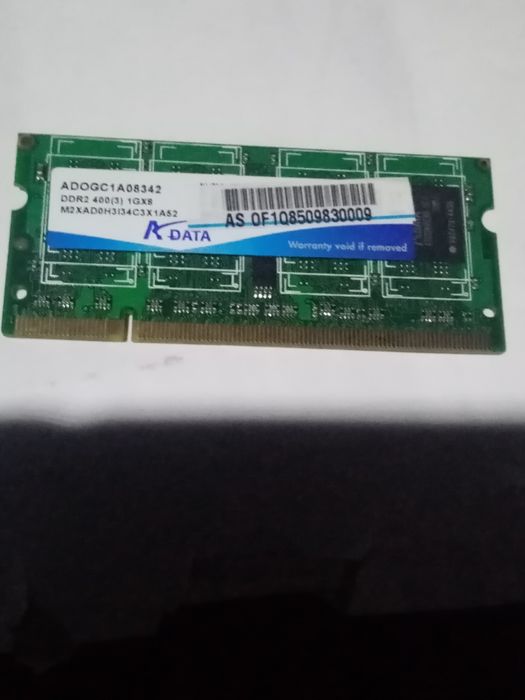 ADOGC1A08342
DDR2 400(3) 1GX8
M2XAD0H3I34C3X1A52
AS 0F1Q8509830009
A-DATA
Warranty void if removed